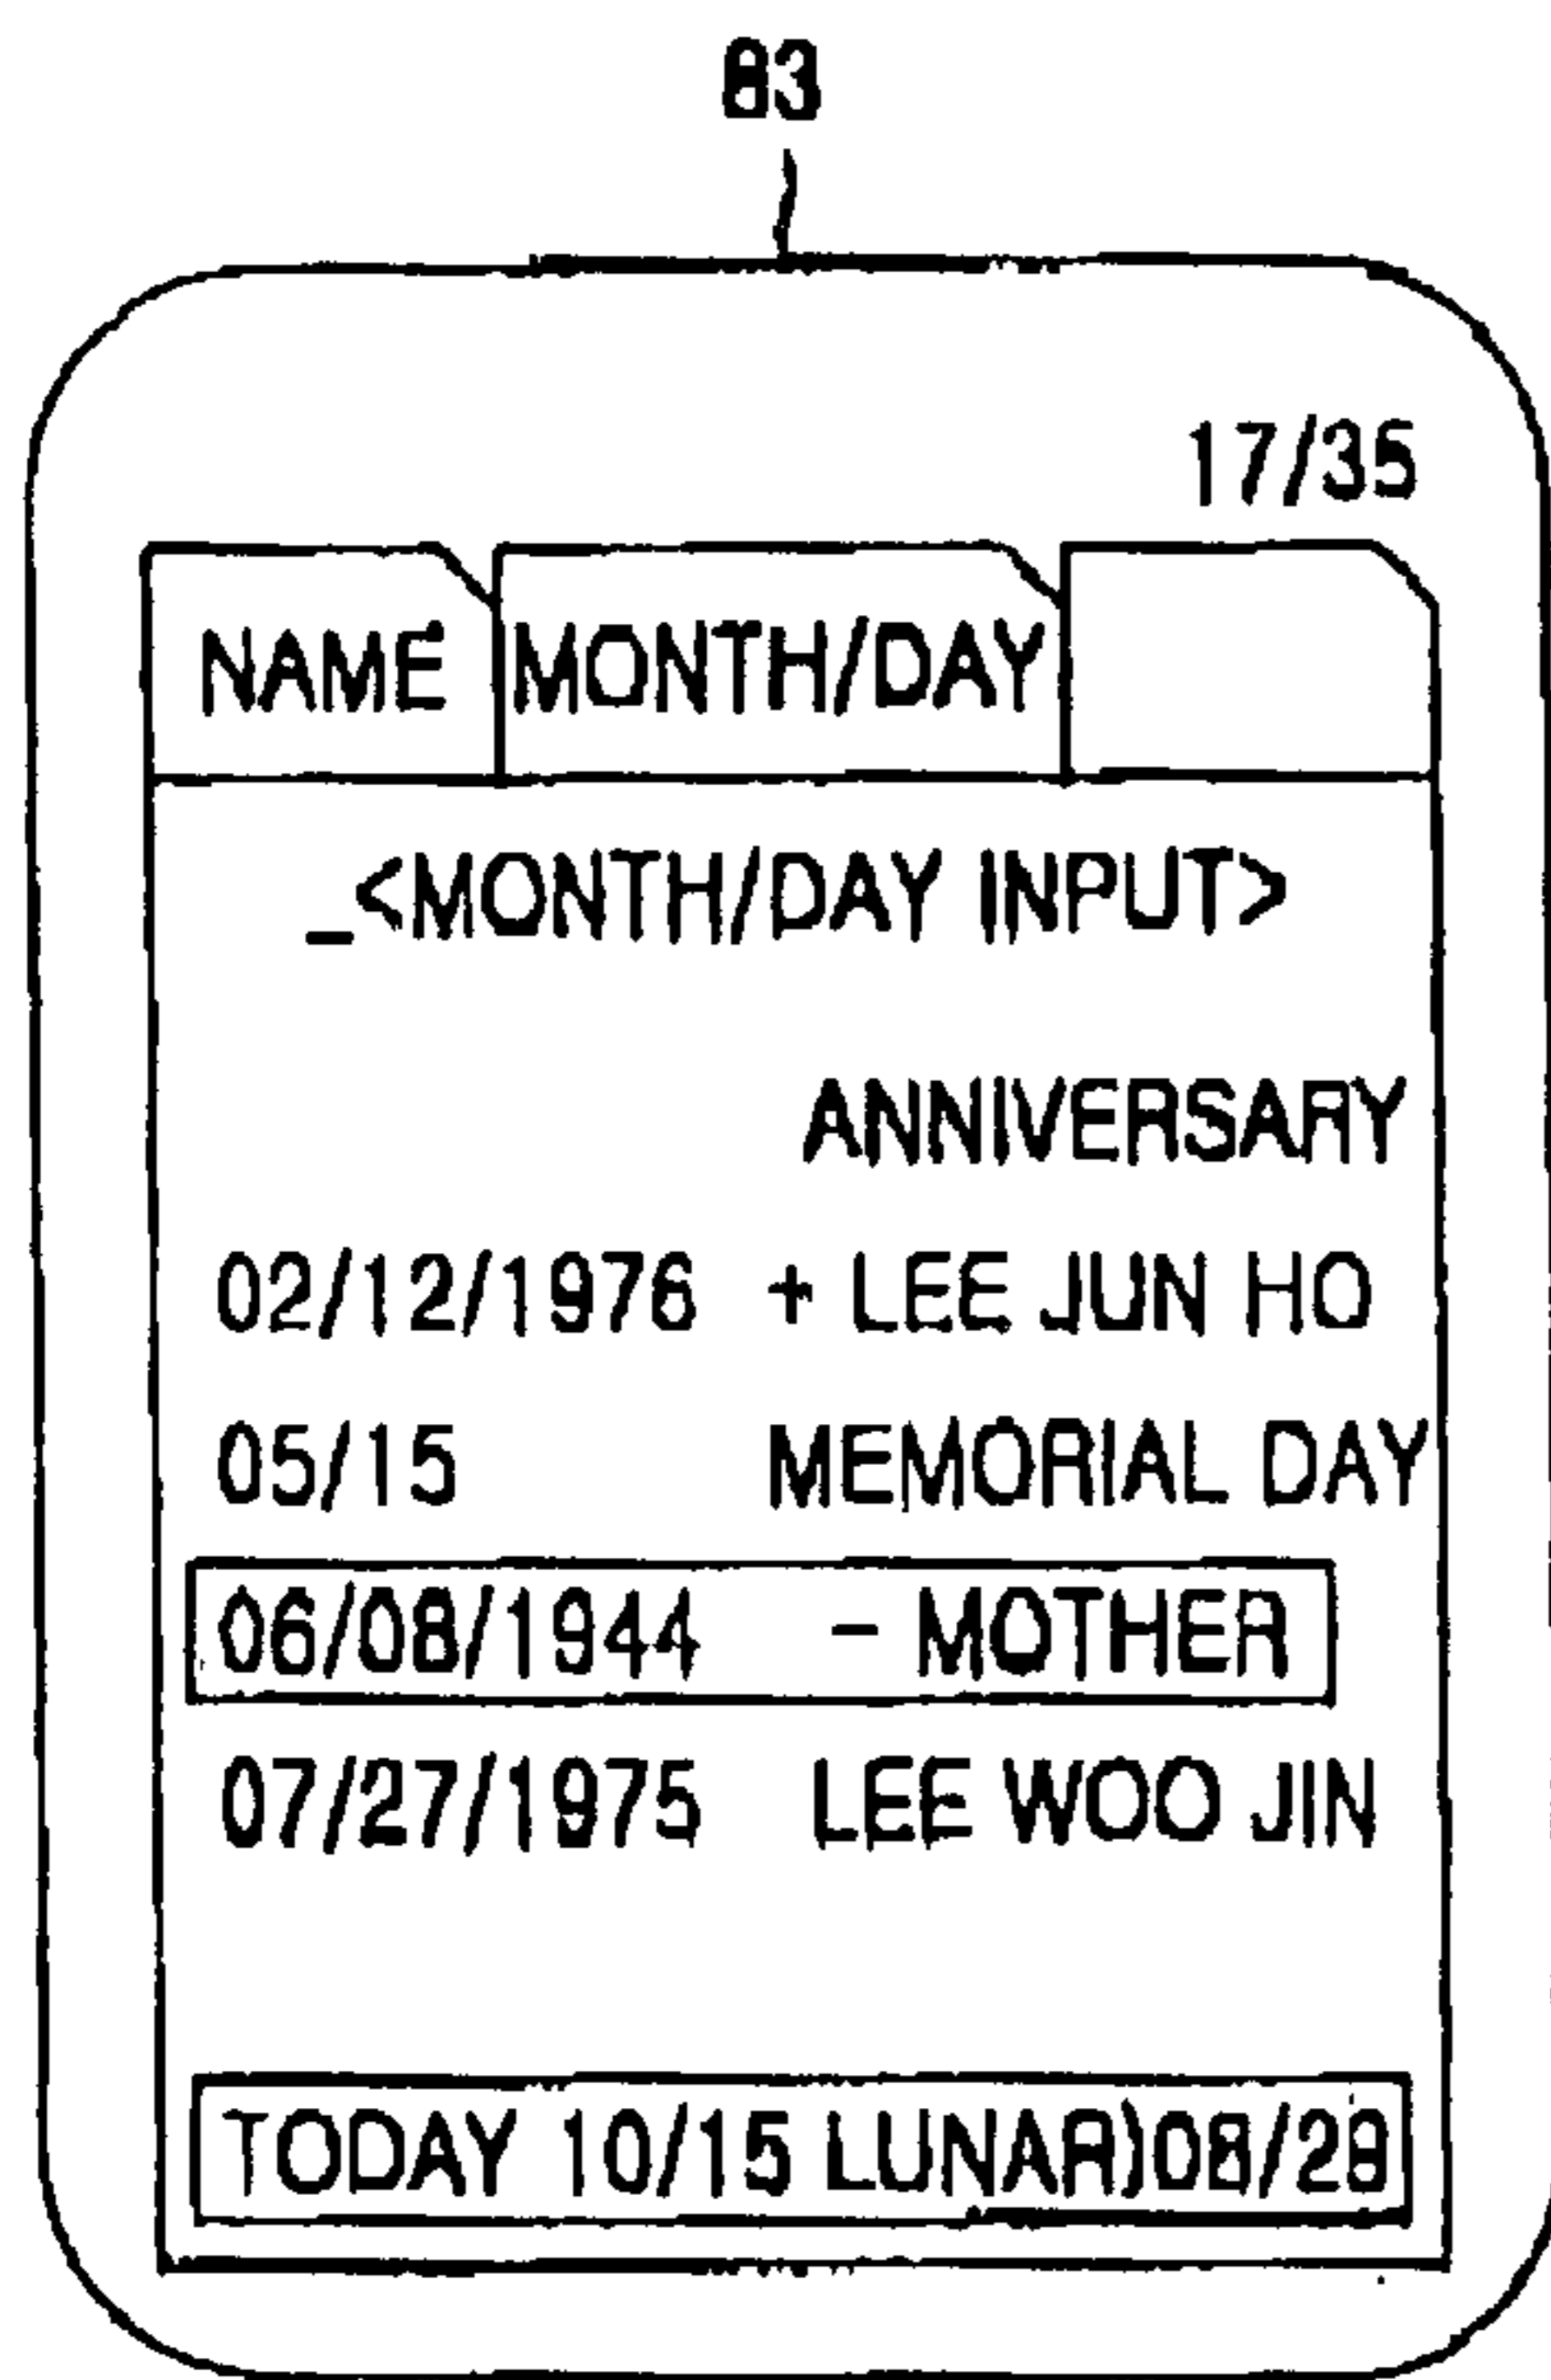 83
17/35
NAME MONTH/DAY
_<MONTH/DAY INPUT>
ANNIVERSARY
02/12/1976 + LEE JUN HO
05/15 MEMORIAL DAY
06/08/1944 - MOTHER
07/27/1975 LEE WOO JIN
TODAY 10/15 LUNAR)08/29